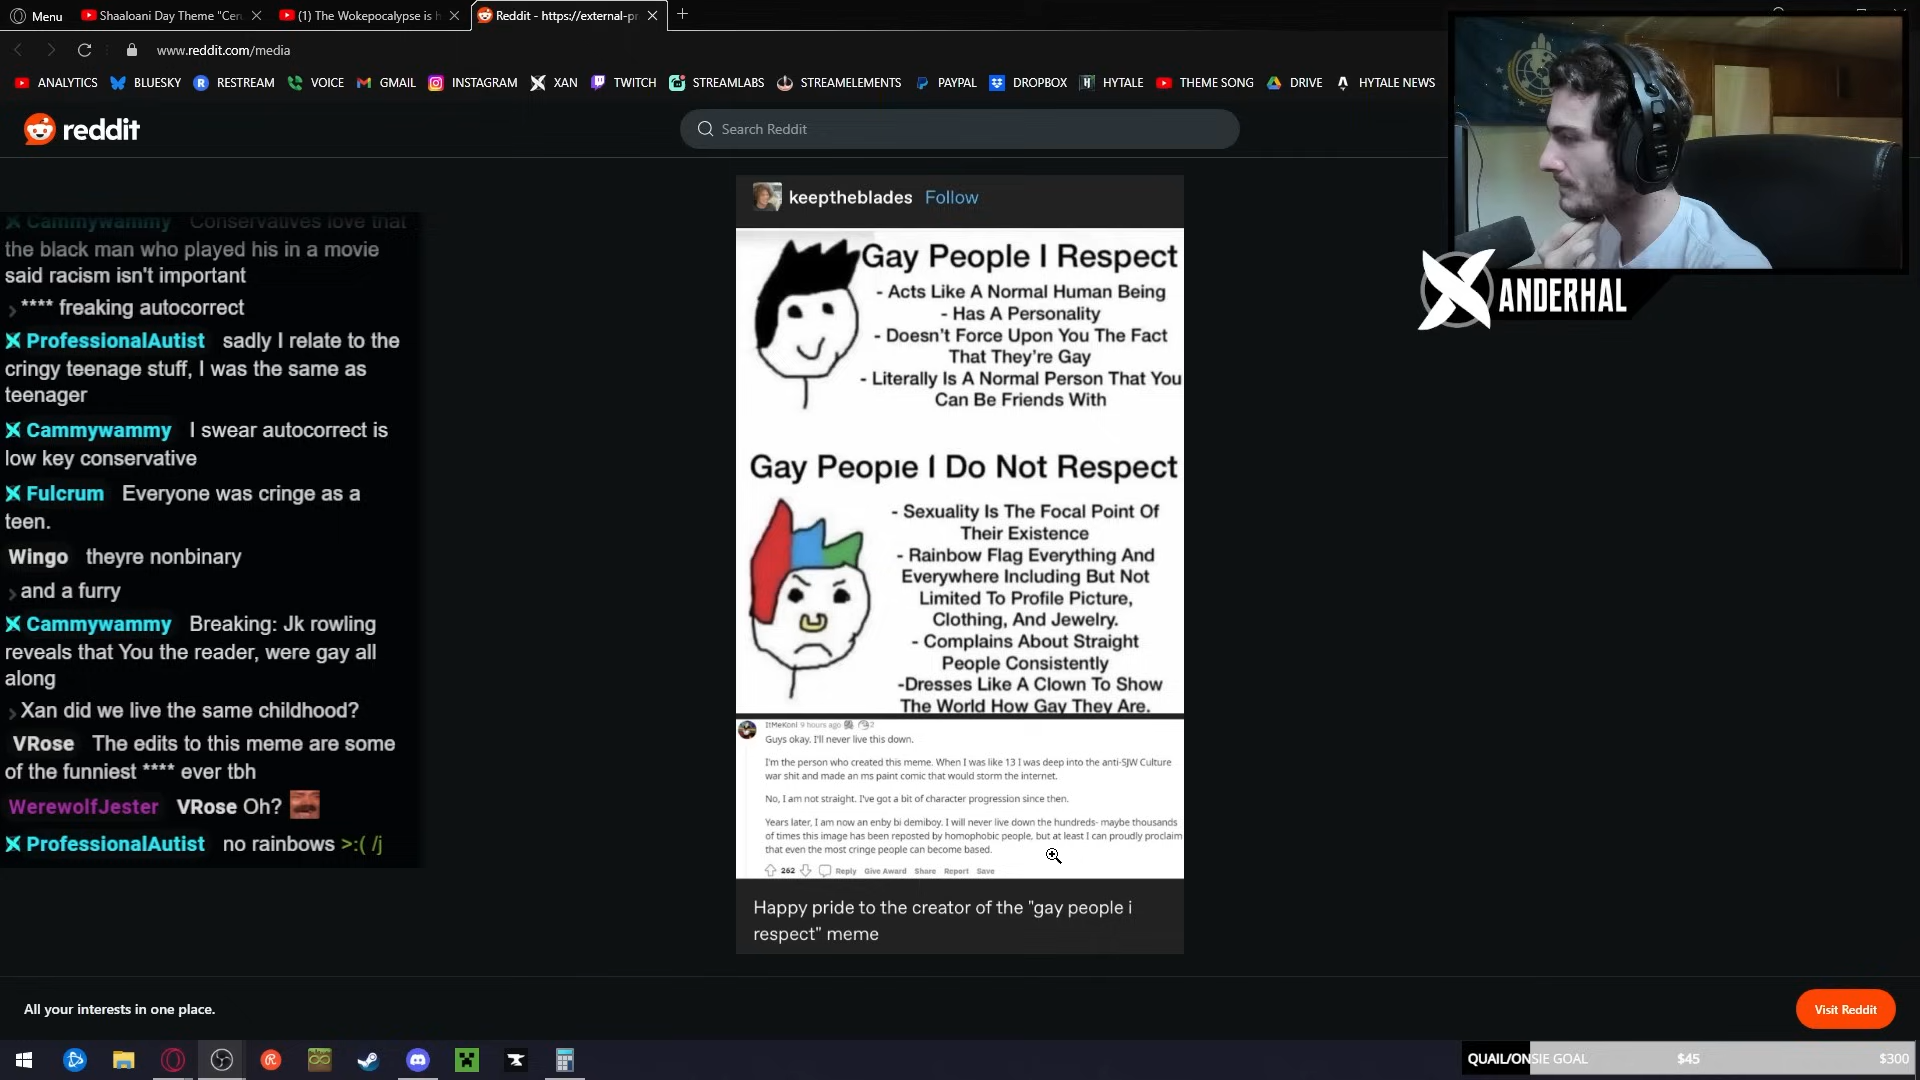 Menu
Shaaloani Day Theme "Cen
(1) The Wokepocalypse is h
Reddit - https://external-pr
www.reddit.com/media
ANALYTICS
BLUESKY
RESTREAM
VOICE
GMAIL
INSTAGRAM
XAN
TWITCH
STREAMLABS
STREAMELEMENTS
PAYPAL
DROPBOX
HYTALE
THEME SONG
DRIVE
HYTALE NEWS
reddit
Search Reddit
ANDERHAL
Cammywammy Conservatives love that
the black man who played his in a movie
said racism isn't important
**** freaking autocorrect
ProfessionalAutist sadly I relate to the
cringy teenage stuff, I was the same as
teenager
Cammywammy I swear autocorrect is
low key conservative
Fulcrum Everyone was cringe as a
teen.
Wingo theyre nonbinary
and a furry
Cammywammy Breaking: Jk rowling
reveals that You the reader, were gay all
along
Xan did we live the same childhood?
VRose The edits to this meme are some
of the funniest **** ever tbh
WerewolfJester VRose Oh?
ProfessionalAutist no rainbows >:( /j
keeptheblades Follow
Gay People I Respect
- Acts Like A Normal Human Being
- Has A Personality
- Doesn't Force Upon You The Fact
That They're Gay
- Literally Is A Normal Person That You
Can Be Friends With
Gay People I Do Not Respect
- Sexuality Is The Focal Point Of
Their Existence
- Rainbow Flag Everything And
Everywhere Including But Not
Limited To Profile Picture,
Clothing, And Jewelry.
- Complains About Straight
People Consistently
-Dresses Like A Clown To Show
The World How Gay They Are.
ItMeKoni 9 hours ago 2
Guys okay. I'll never live this down.
I'm the person who created this meme. When I was like 13 I was deep into the anti-SJW Culture
war shit and made an ms paint comic that would storm the internet.
No, I am not straight. I've got a bit of character progression since then.
Years later, I am now an enby bi demiboy. I will never live down the hundreds- maybe thousands
of times this image has been reposted by homophobic people, but at least I can proudly proclaim
that even the most cringe people can become based.
262 Reply Give Award Share Report Save
Happy pride to the creator of the "gay people i
respect" meme
All your interests in one place.
Visit Reddit
QUAIL/ONSIE GOAL $45 $300